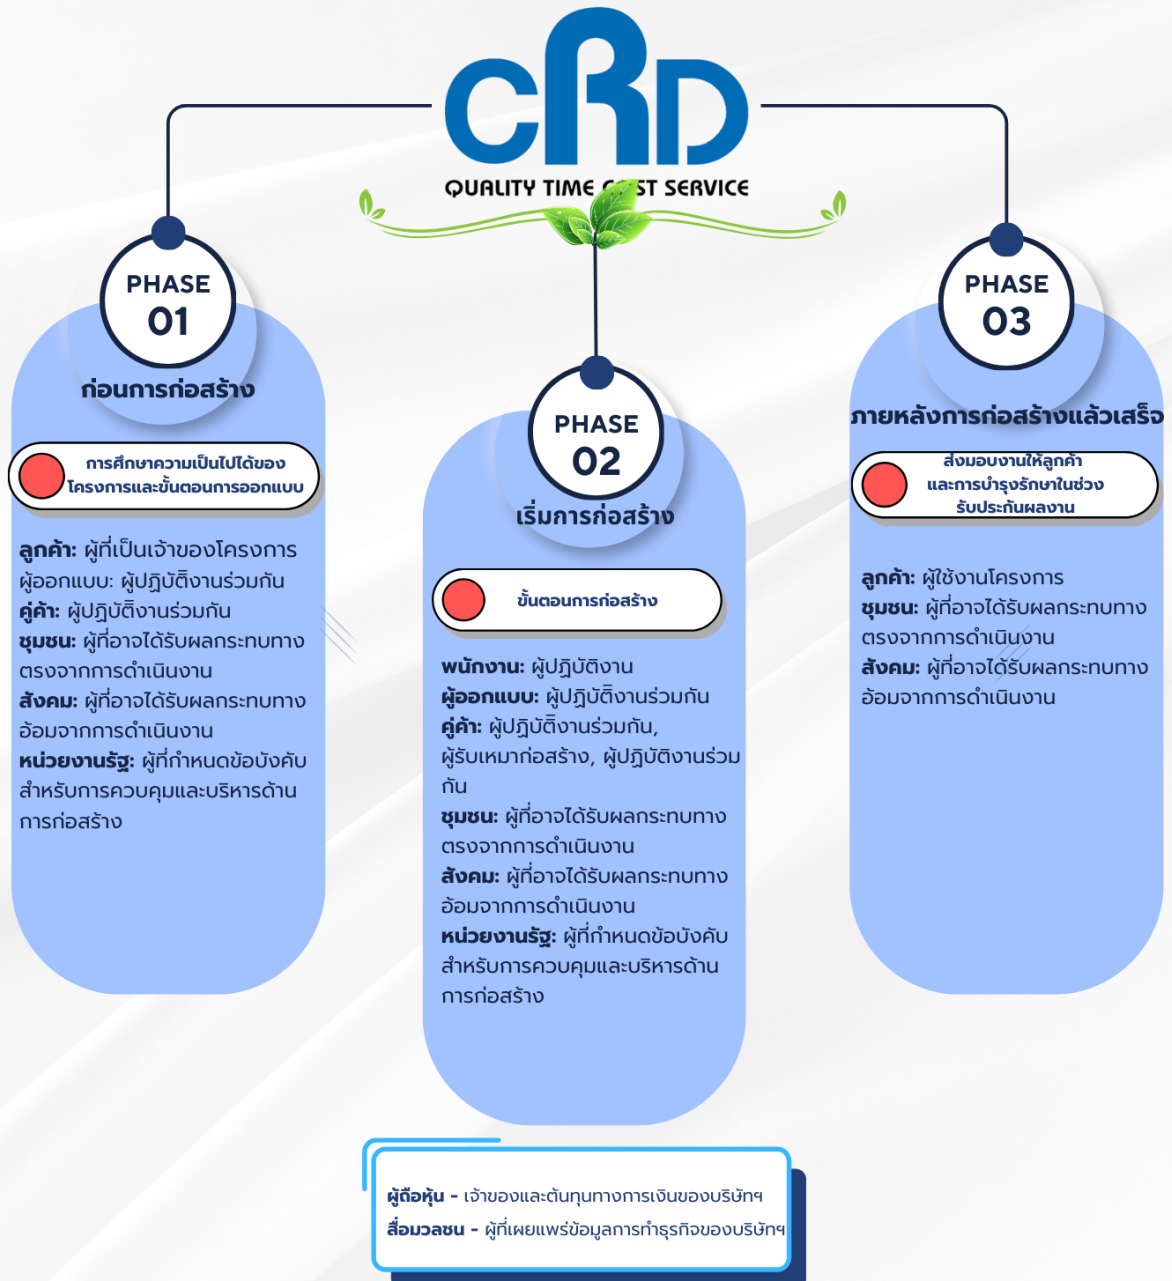 CRD
QUALITY TIME COST SERVICE
PHASE
01
ก่อนการก่อสร้าง
การศึกษาความเป็นไปได้ของ
โครงการและขั้นตอนการออกแบบ
ลูกค้า: ผู้ที่เป็นเจ้าของโครงการ
ผู้ออกแบบ: ผู้ปฏิบัติงานร่วมกัน
คู่ค้า: ผู้ปฏิบัติงานร่วมกัน
ชุมชน: ผู้ที่อาจได้รับผลกระทบทาง
ตรงจากการดำเนินงาน
สังคม: ผู้ที่อาจได้รับผลกระทบทาง
อ้อมจากการดำเนินงาน
หน่วยงานรัฐ: ผู้ที่กำหนดข้อบังคับ
สำหรับการควบคุมและบริหารด้าน
การก่อสร้าง
PHASE
02
เริ่มการก่อสร้าง
ขั้นตอนการก่อสร้าง
พนักงาน: ผู้ปฏิบัติงาน
ผู้ออกแบบ: ผู้ปฏิบัติงานร่วมกัน
คู่ค้า: ผู้ปฏิบัติงานร่วมกัน,
ผู้รับเหมาก่อสร้าง, ผู้ปฏิบัติงานร่วม
กัน
ชุมชน: ผู้ที่อาจได้รับผลกระทบทาง
ตรงจากการดำเนินงาน
สังคม: ผู้ที่อาจได้รับผลกระทบทาง
อ้อมจากการดำเนินงาน
หน่วยงานรัฐ: ผู้ที่กำหนดข้อบังคับ
สำหรับการควบคุมและบริหารด้าน
การก่อสร้าง
PHASE
03
ภายหลังการก่อสร้างแล้วเสร็จ
ส่งมอบงานให้ลูกค้า
และการบำรุงรักษาในช่วง
รับประกันผลงาน
ลูกค้า: ผู้ใช้งานโครงการ
ชุมชน: ผู้ที่อาจได้รับผลกระทบทาง
ตรงจากการดำเนินงาน
สังคม: ผู้ที่อาจได้รับผลกระทบทาง
อ้อมจากการดำเนินงาน
ผู้ถือหุ้น - เจ้าของและต้นทุนทางการเงินของบริษัทฯ
สื่อมวลชน - ผู้ที่เผยแพร่ข้อมูลการทำธุรกิจของบริษัทฯ